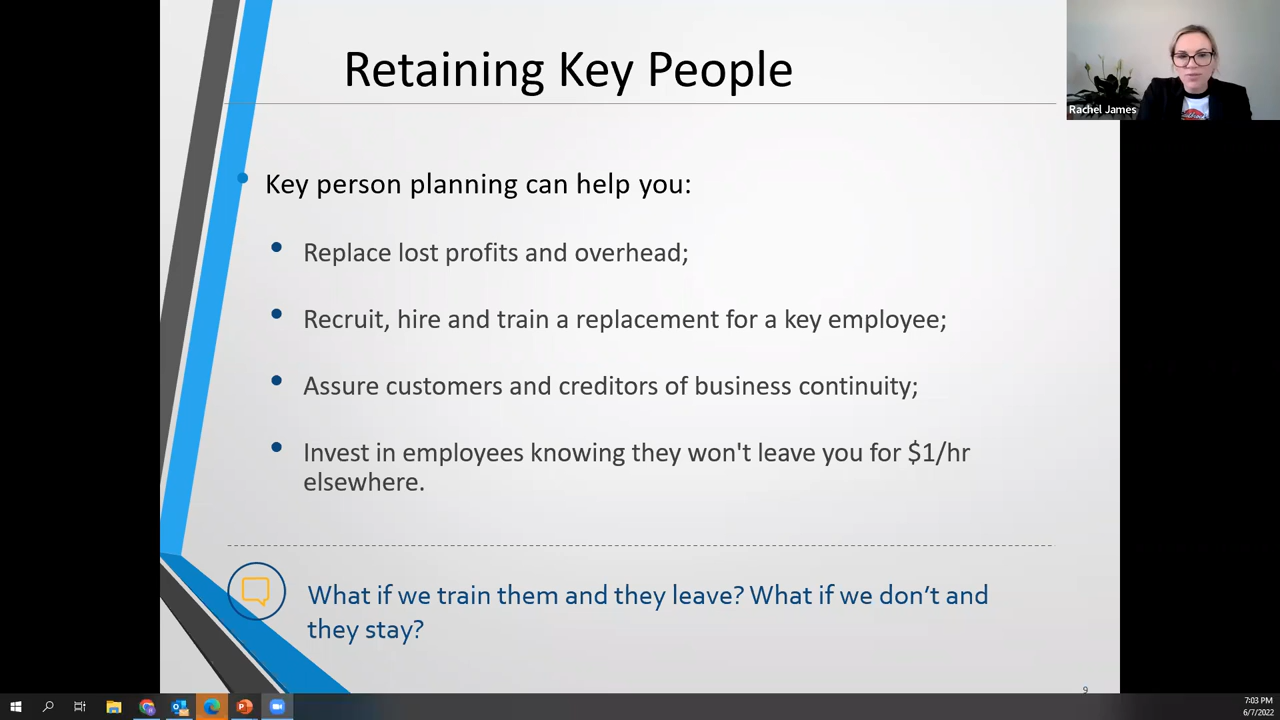 Retaining Key People
Rachel James
Key person planning can help you:
Replace lost profits and overhead;
Recruit, hire and train a replacement for a key employee;
Assure customers and creditors of business continuity;
Invest in employees knowing they won't leave you for $1/hr
elsewhere.
What if we train them and they leave? What if we don’t and
they stay?
9
7:03 PM
6/7/2022